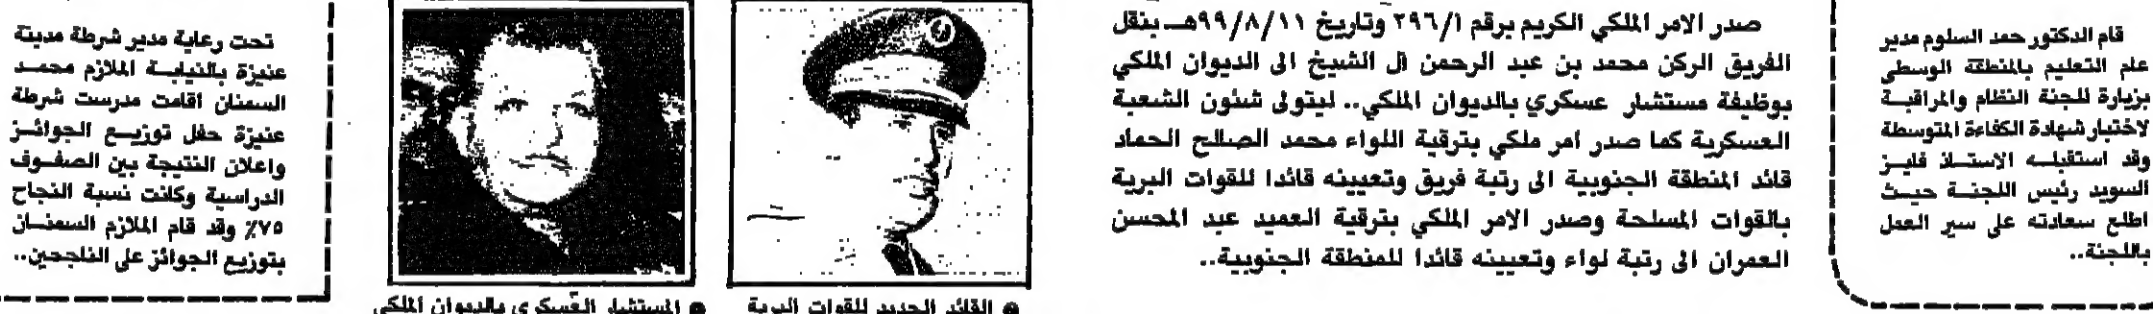 قام الدكتور حمد السلوم مدير
عام التعليم بالمنطقة الوسطى
بزيارة للجنة النظام والمراقبة
لاختبار شهادة الكفاءة المتوسطة
وقد استقبله الاستاذ فايز
السويد رئيس اللجنة حيث
اطلع سعادته على سير العمل
باللجنة..
صدر الامر الملكي الكريم برقم ٢٩٦/١ وتاريخ ٩٩/٨/١١هـ بنقل
الفريق الركن محمد بن عبد الرحمن آل الشيخ الى الديوان الملكي
بوظيفة مستشار عسكري بالديوان الملكي.. ليتولى شئون الشعبة
العسكرية كما صدر امر ملكي بترقية اللواء محمد الصالح الحماد
قائد المنطقة الجنوبية الى رتبة فريق وتعيينه قائدا للقوات البرية
بالقوات المسلحة وصدر الامر الملكي بترقية العميد عبد المحسن
العمران الى رتبة لواء وتعيينه قائدا للمنطقة الجنوبية..
● القائد الجديد للقوات البرية
● المستشار العسكري بالديوان الملكي
تحت رعاية مدير شرطة مدينة
عنيزة بالنيابة الملازم محمد
السمنان أقامت مدرست شرطة
عنيزة حفل توزيع الجوائز
واعلان النتيجة بين الصفوف
الدراسية وكانت نسبة النجاح
٧٥٪ وقد قام الملازم السمنان
بتوزيع الجوائز على الناجحين..